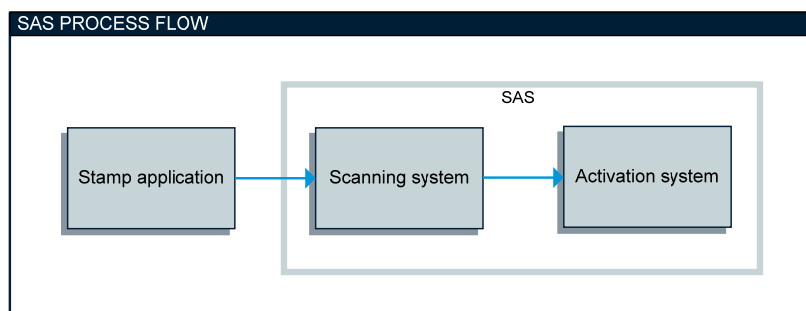 SAS PROCESS FLOW
SAS
Stamp application
Scanning system
Activation system